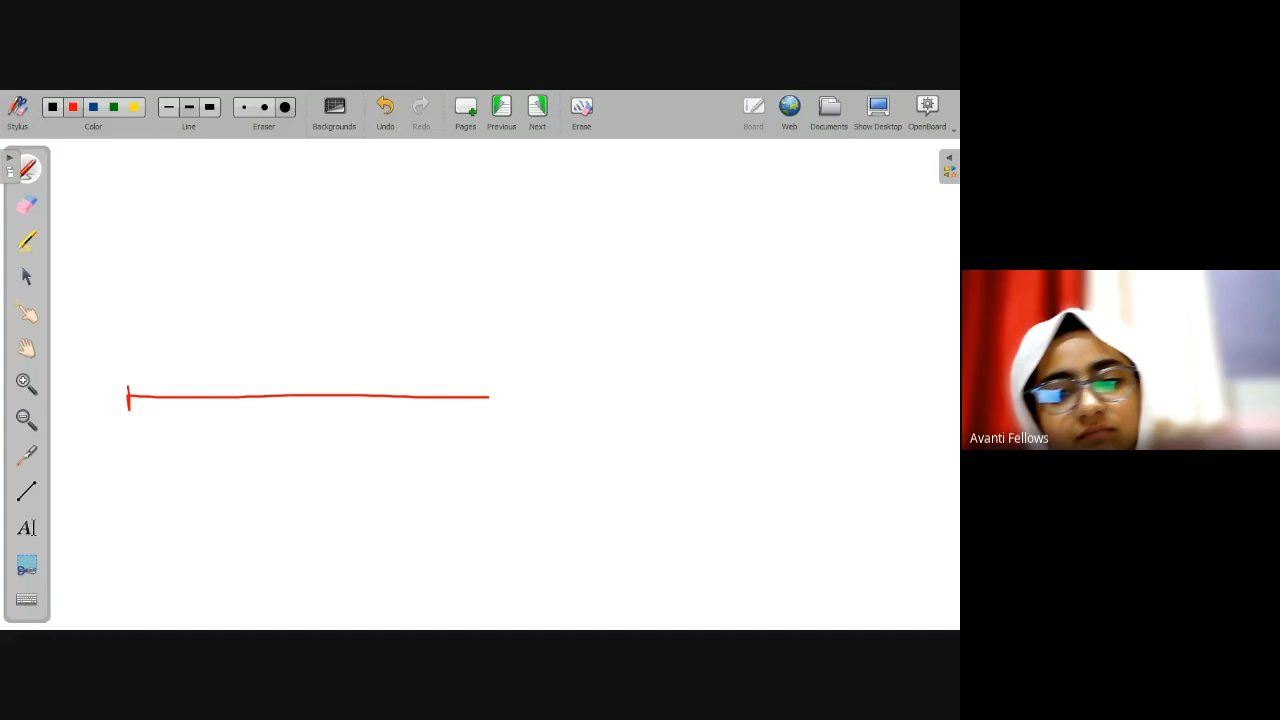 Stylus Color Line Eraser Backgrounds Undo Redo Pages Previous Next Erase Board Web Documents Show Desktop OpenBoard
A
Avanti Fellows